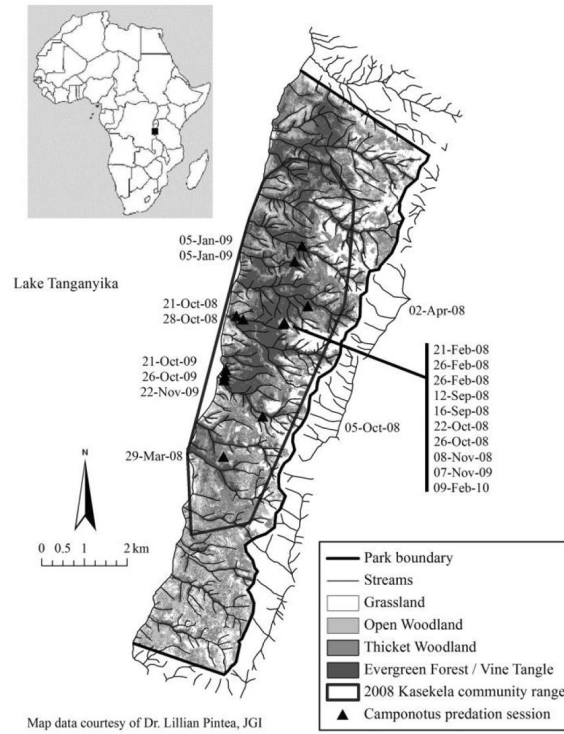 05-Jan-09
05-Jan-09
Lake Tanganyika
02-Apr-08
21-Oct-08
28-Oct-08
21-Feb-08
26-Feb-08
26-Feb-08
12-Sep-08
16-Sep-08
22-Oct-08
26-Oct-08
08-Nov-08
07-Nov-09
09-Feb-10
21-Oct-09
26-Oct-09
22-Nov-09
05-Oct-08
29-Mar-08
N
0 0.5 1 2 km
Park boundary
Streams
Grassland
Open Woodland
Thicket Woodland
Evergreen Forest / Vine Tangle
2008 Kasekela community range
Camponotus predation session
Map data courtesy of Dr. Lillian Pintea, JGI